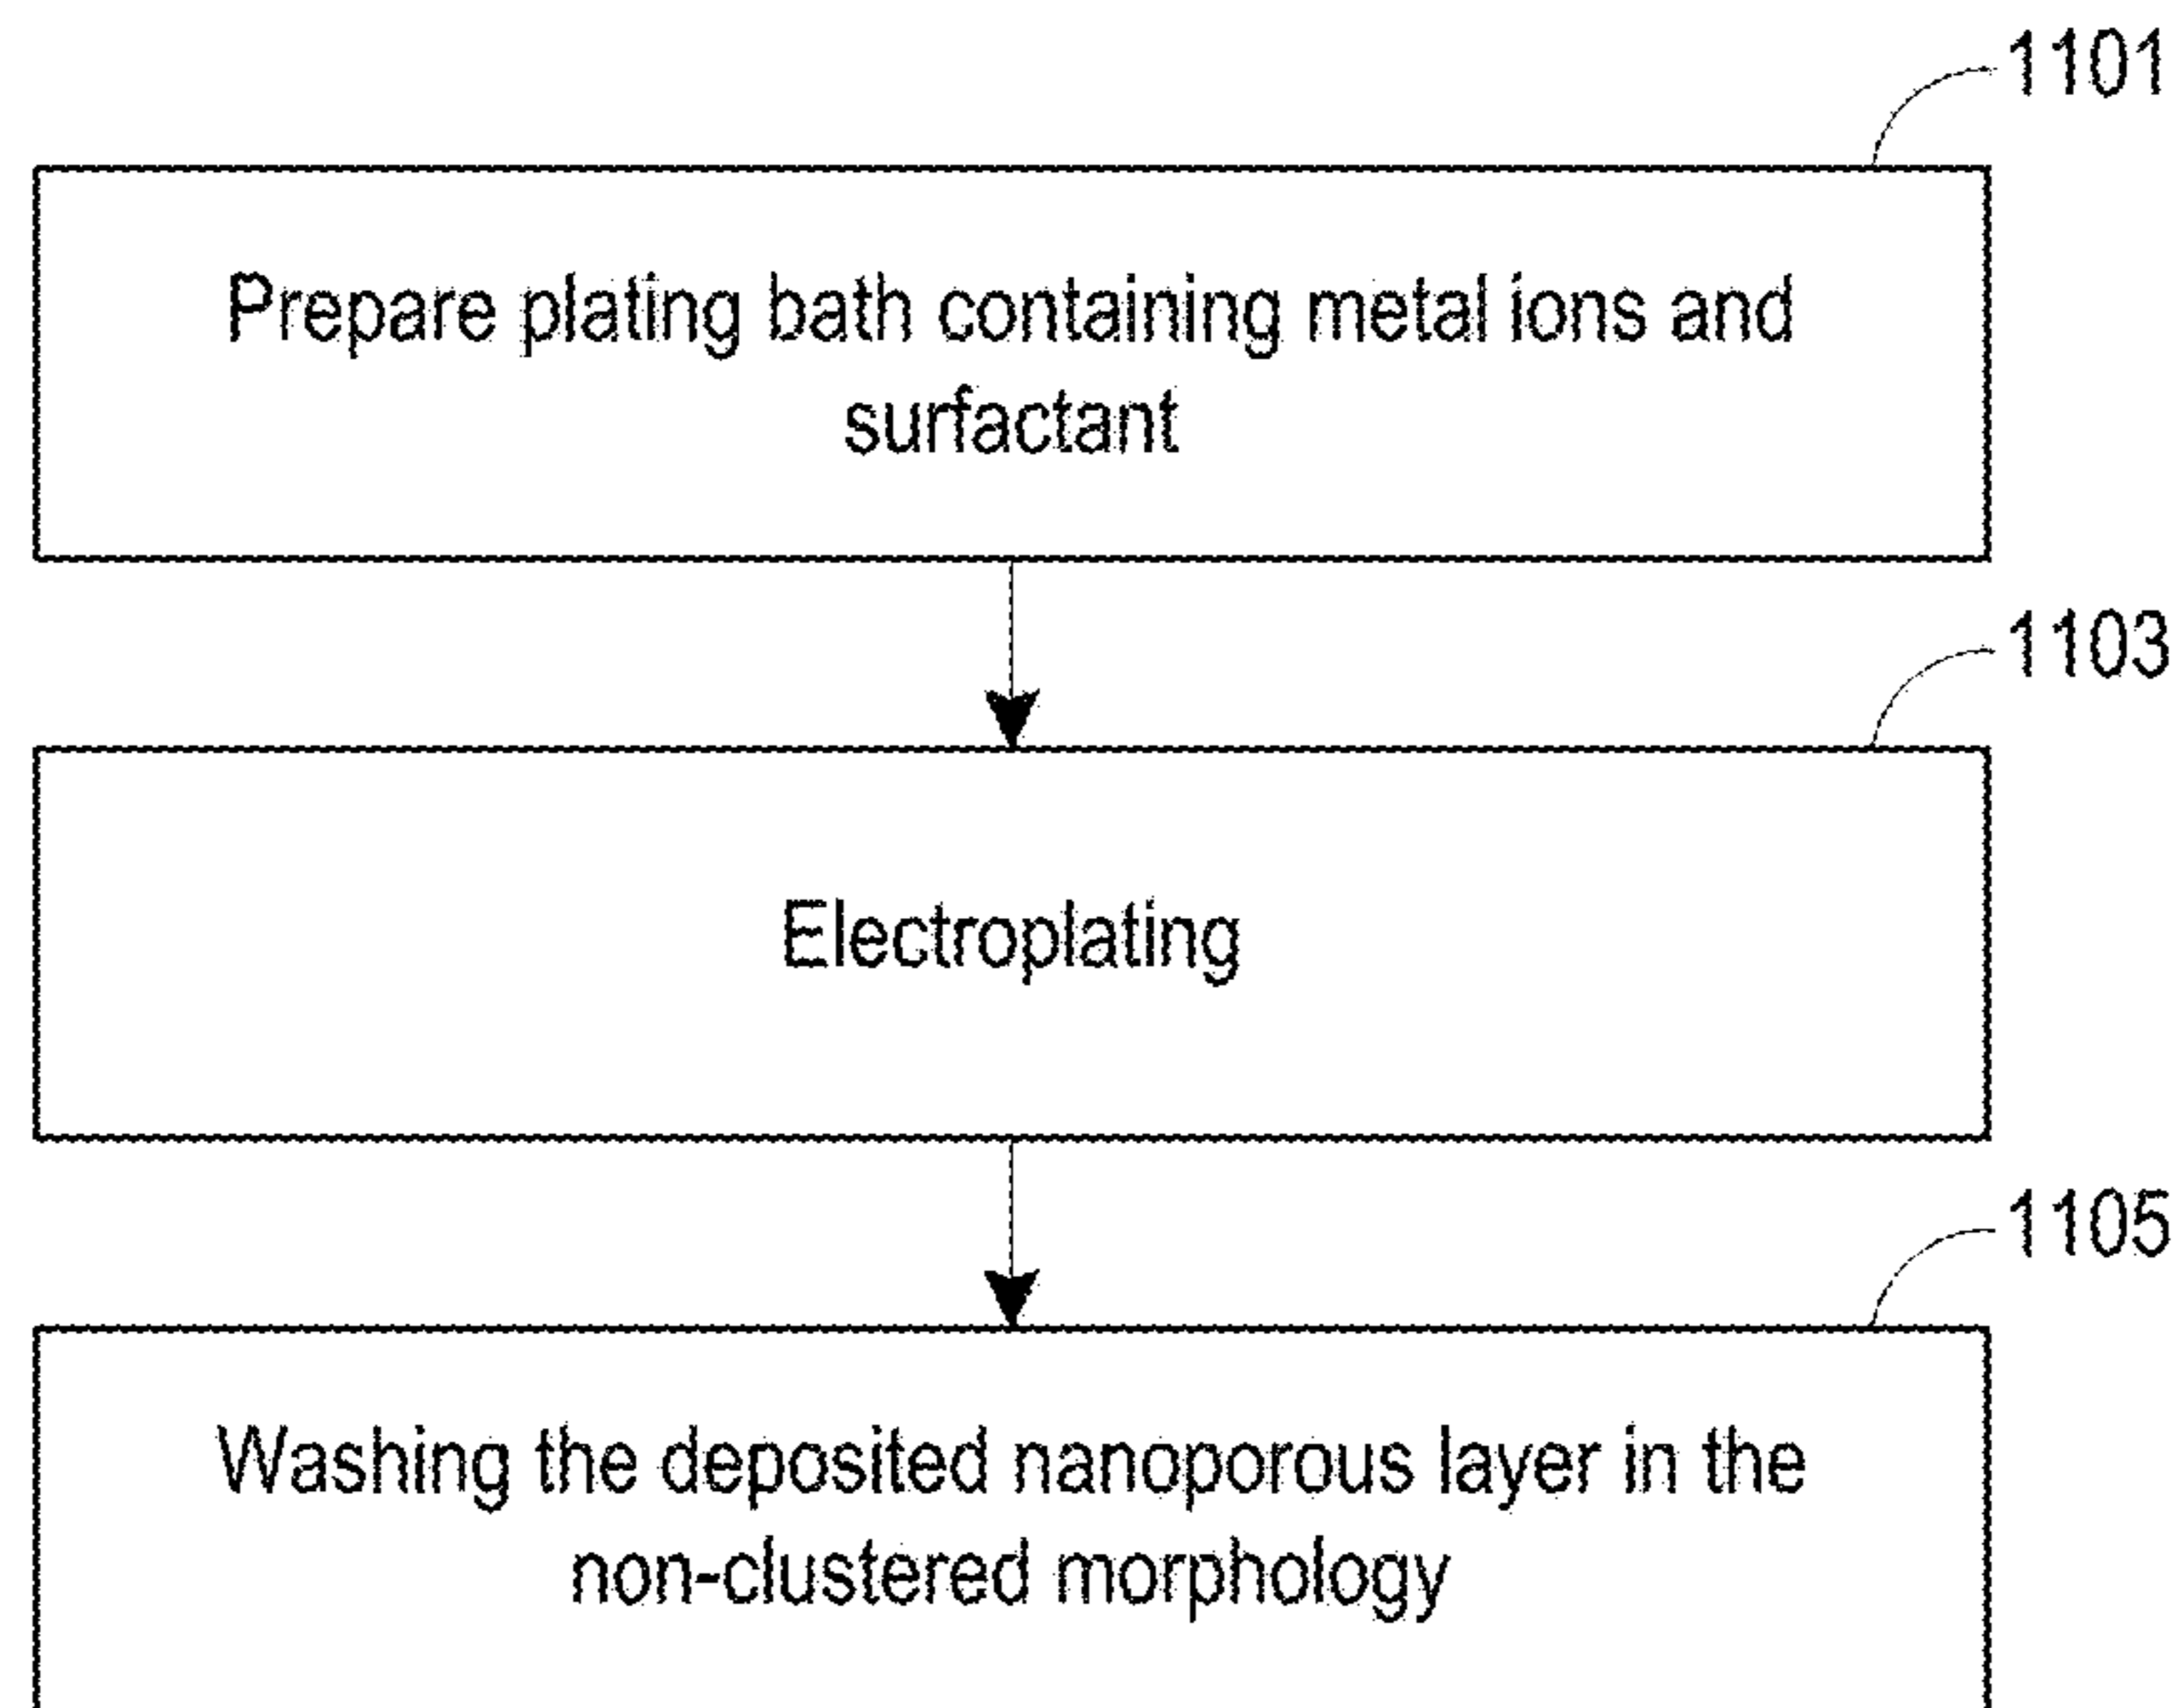 1101
Prepare plating bath containing metal ions and
surfactant
1103
Electroplating
1105
Washing the deposited nanoporous layer in the
non-clustered morphology